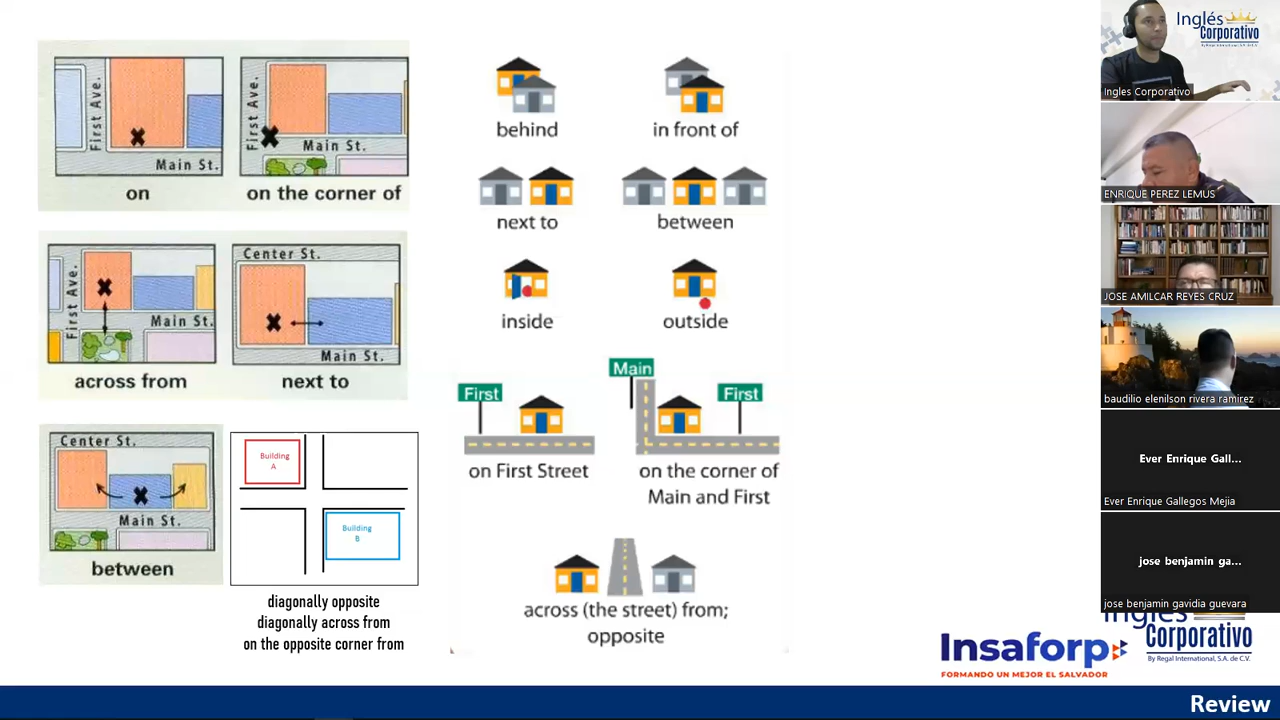 First Ave.
Main St.
on
First Ave.
Main St.
on the corner of
First Ave.
Main St.
across from
Center St.
Main St.
next to
Center St.
Main St.
between
Building
A
Building
B
diagonally opposite
diagonally across from
on the opposite corner from
behind
in front of
next to
between
inside
outside
First
on First Street
Main
First
on the corner of
Main and First
across (the street) from;
opposite
Inglés
Corporativo
By Regal International, S.A. de C.V.
Ingles Corporativo
ENRIQUE PEREZ LEMUS
JOSE AMILCAR REYES CRUZ
baudilio elenilson rivera ramirez
Ever Enrique Gall...
Ever Enrique Gallegos Mejia
jose benjamin ga...
jose benjamin gavidia guevara
Insaforp
FORMANDO UN MEJOR EL SALVADOR
Inglés
Corporativo
By Regal International, S.A. de C.V.
Review